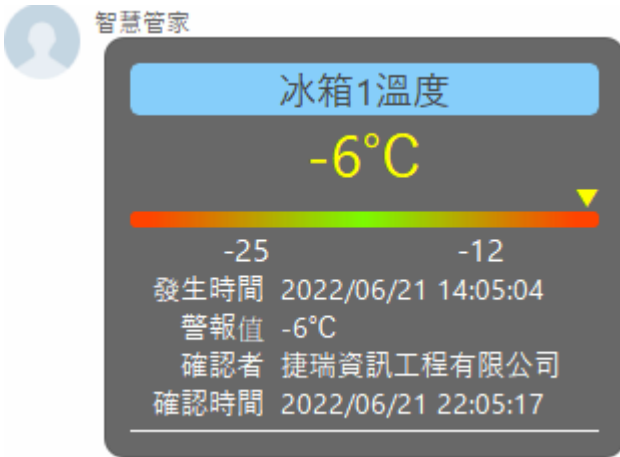 智慧管家
冰箱1溫度
-6°C
-25 -12
發生時間 2022/06/21 14:05:04
警報值 -6°C
確認者 捷瑞資訊工程有限公司
確認時間 2022/06/21 22:05:17